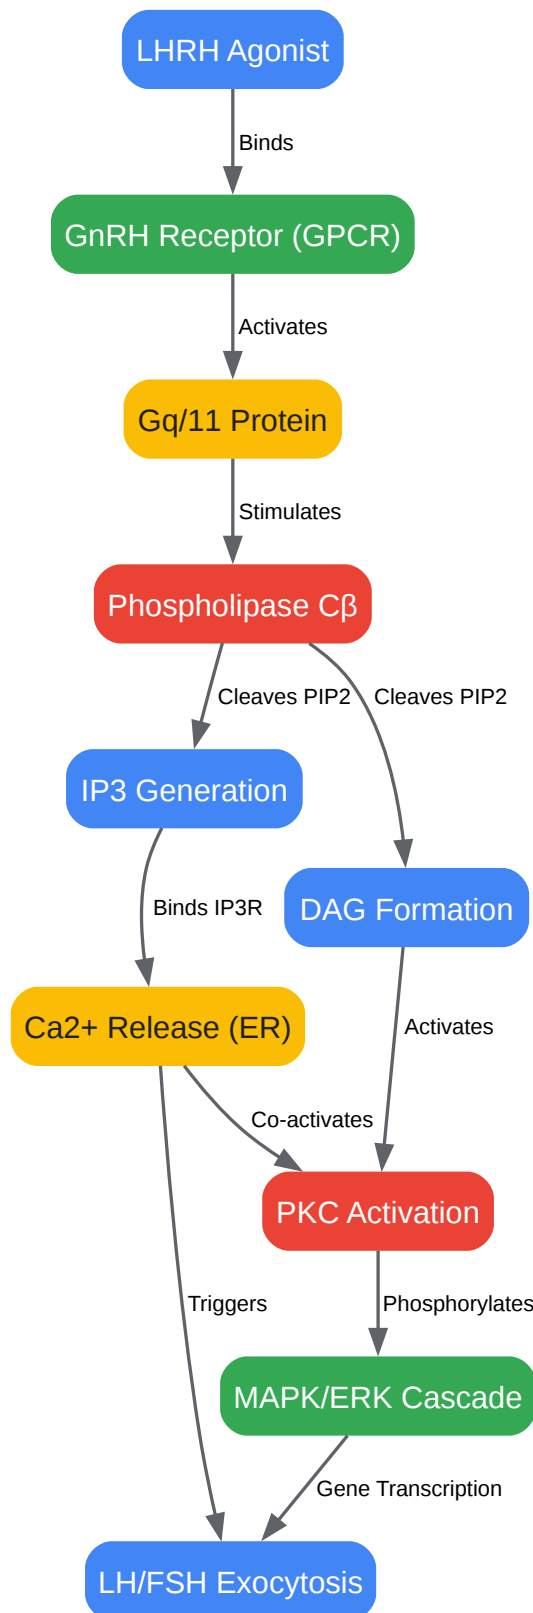 LHRH Agonist
Binds
GnRH Receptor (GPCR)
Activates
Gq/11 Protein
Stimulates
Phospholipase Cβ
Cleaves PIP2
Cleaves PIP2
IP3 Generation
Binds IP3R
DAG Formation
Ca2+ Release (ER)
Activates
Co-activates
PKC Activation
Triggers
Phosphorylates
MAPK/ERK Cascade
Gene Transcription
LH/FSH Exocytosis